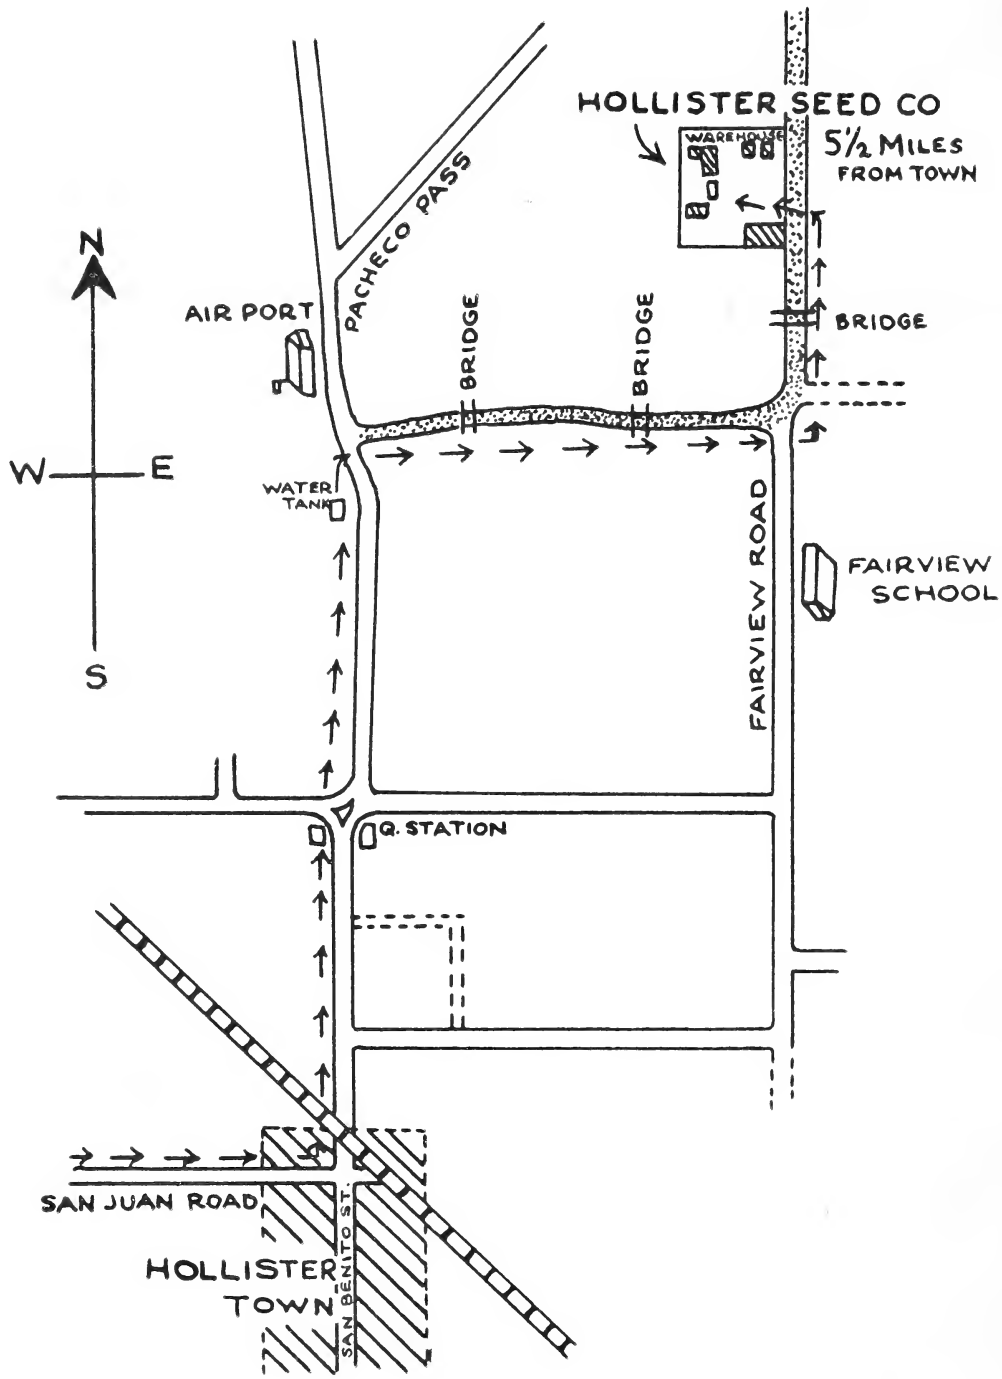 HOLLISTER SEED CO
WAREHOUSE
5½ MILES
FROM TOWN
PACHECO PASS
N
AIR PORT
BRIDGE
BRIDGE
BRIDGE
W
E
WATER
TANK
FAIRVIEW ROAD
FAIRVIEW
SCHOOL
S
Q. STATION
SAN JUAN ROAD
SAN BENITO ST.
HOLLISTER
TOWN